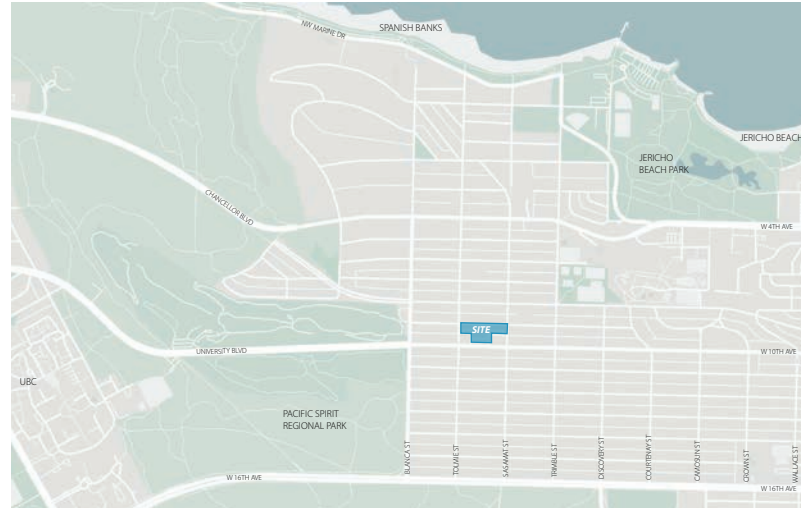 SPANISH BANKS
NW MARINE DR
JERICHO BEACH
JERICHO
BEACH PARK
CHANCELLOR BLVD
W 4TH AVE
SITE
UNIVERSITY BLVD
W 10TH AVE
UBC
PACIFIC SPIRIT
REGIONAL PARK
BLANCA ST
TOLMIE ST
SASAMAT ST
TRIMBLE ST
DISCOVERY ST
COURTENAY ST
CAMOSUN ST
CROWN ST
WALLACE ST
W 16TH AVE
W 16TH AVE